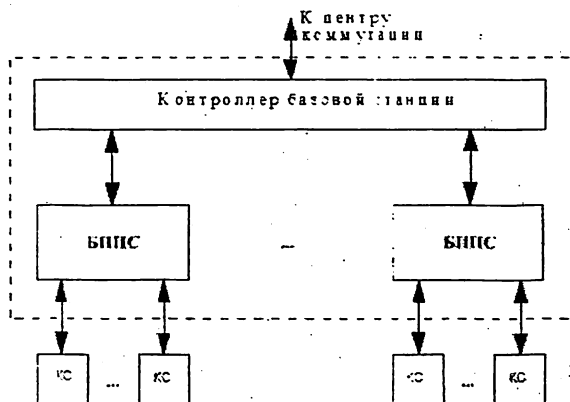 К центру
коммутации
Контроллер базовой станции
БППС
...
БППС
кс ... кс
кс ... кс